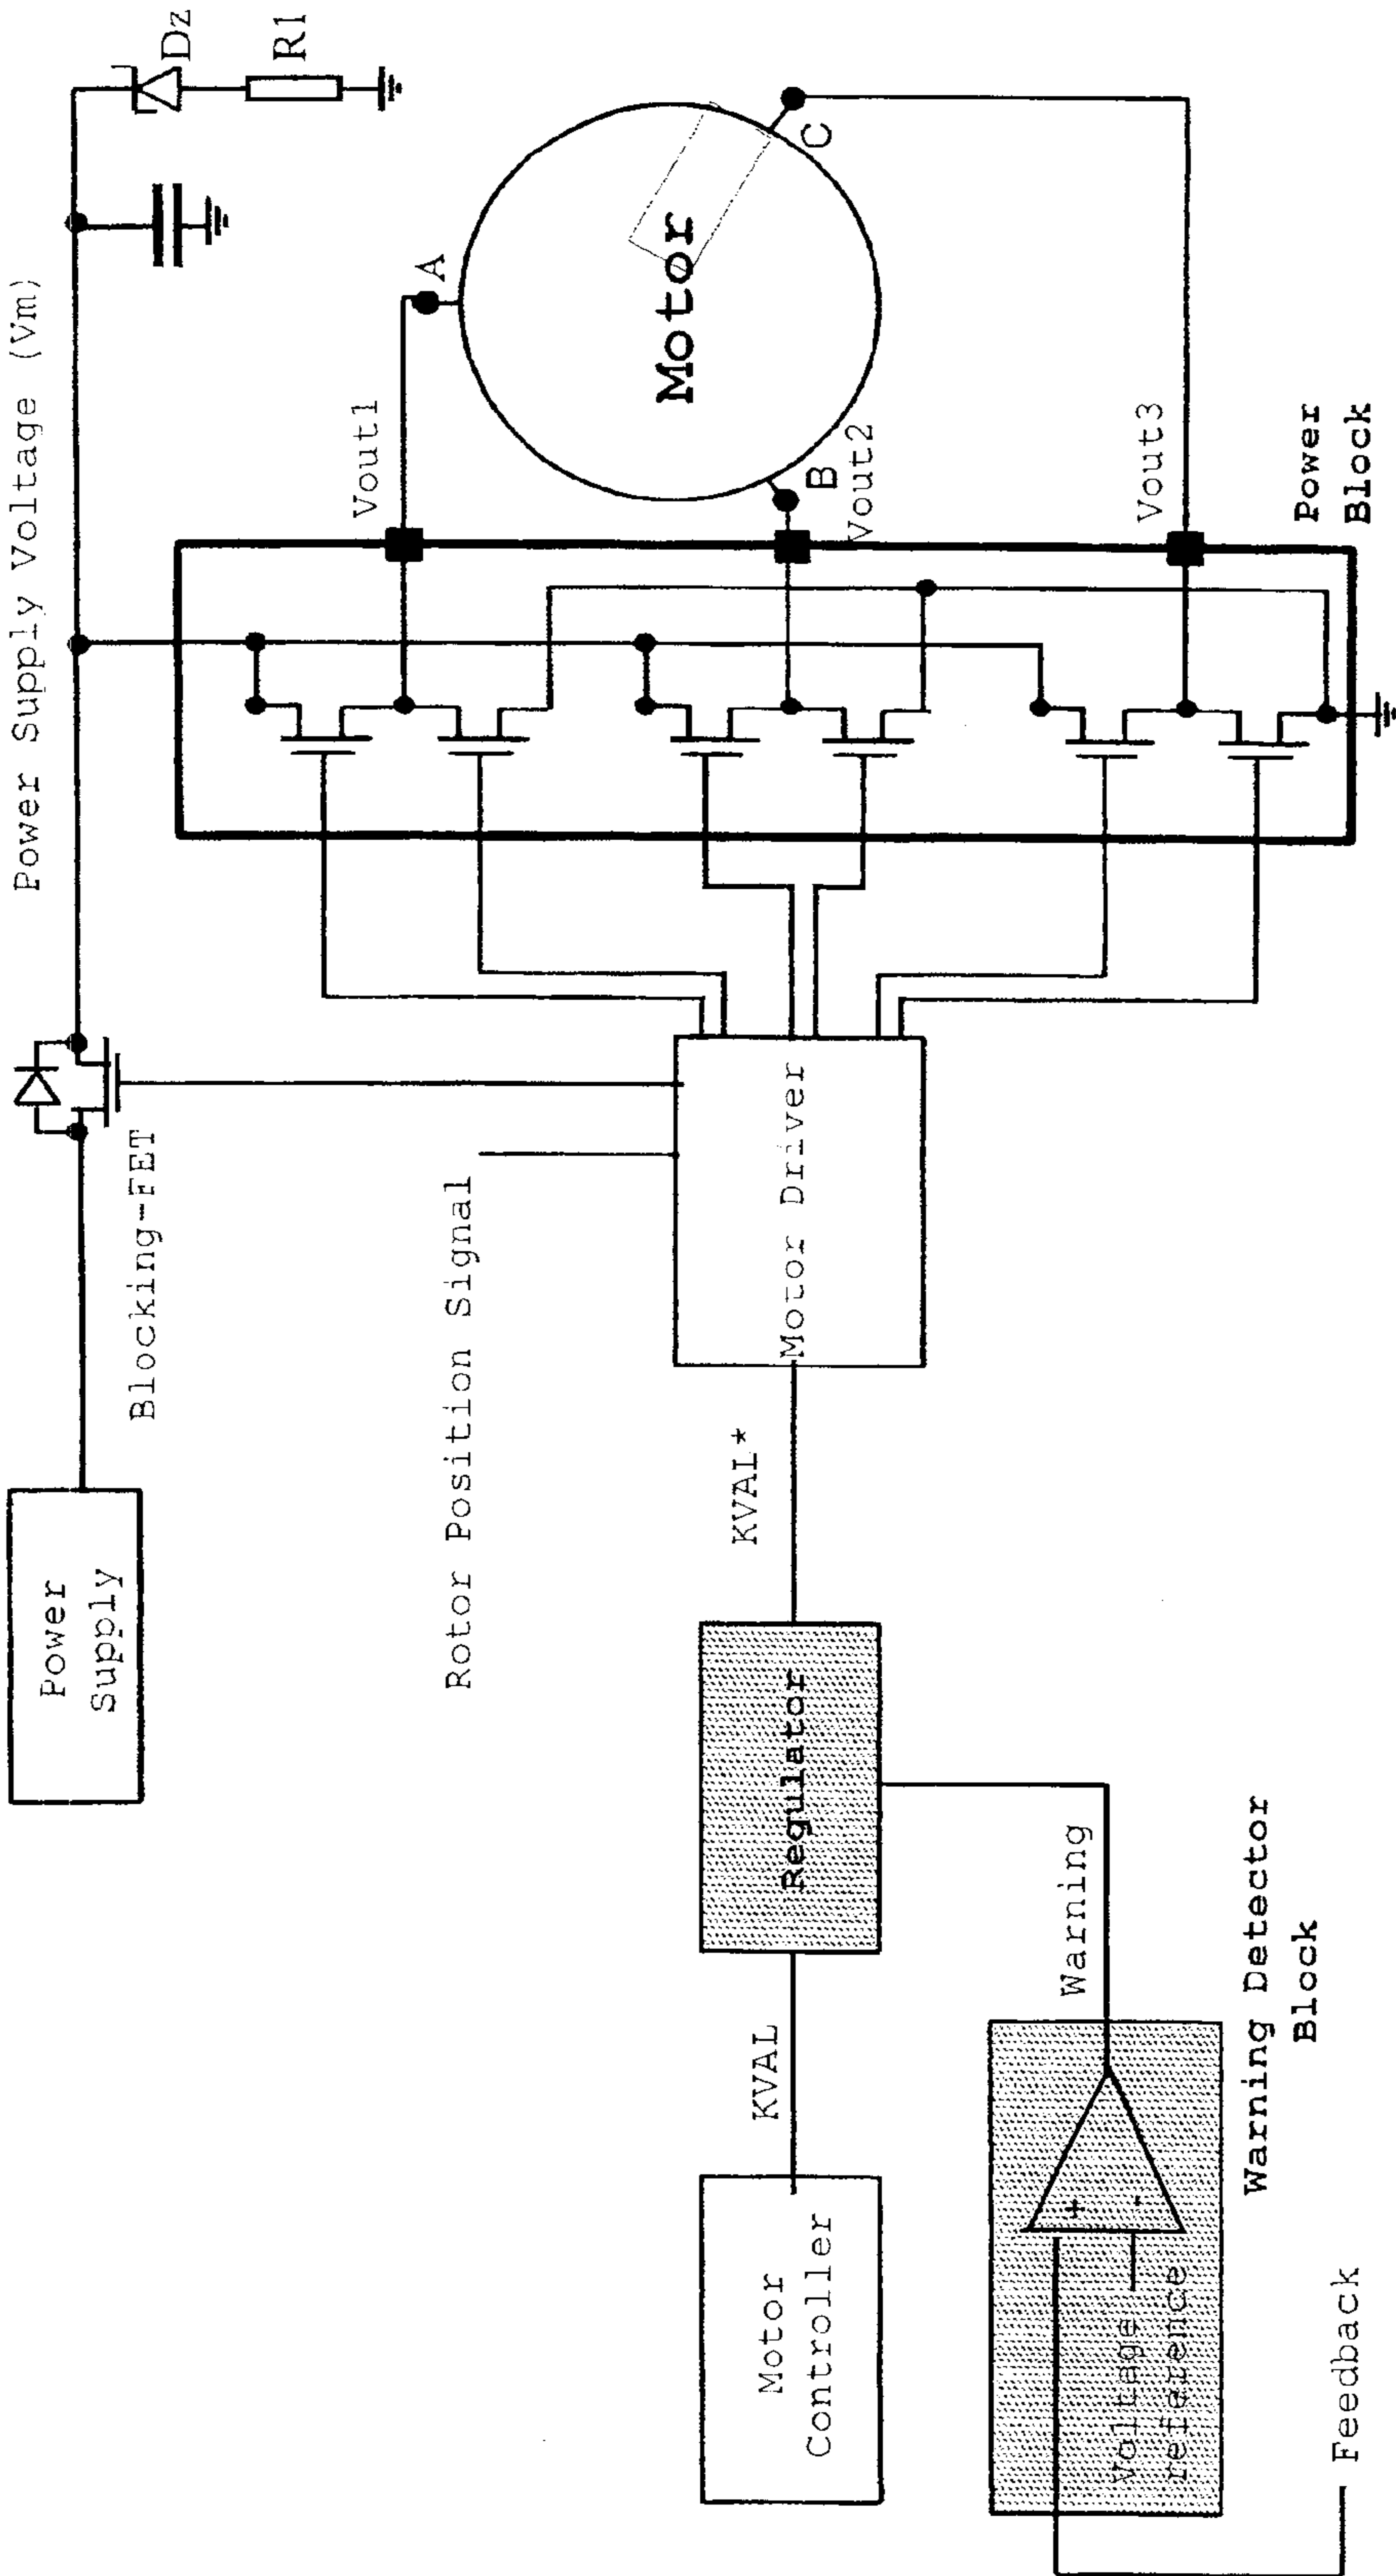 Power
Supply
Blocking-FET
Power Supply Voltage (Vm)
Dz
R1
Rotor Position Signal
Motor
Controller
KVAL
Regulator
KVAL*
Motor Driver
Vout1
A
Motor
B
Vout2
C
Vout3
Power
Block
Warning
+
-
Voltage
reference
Warning Detector
Block
Feedback